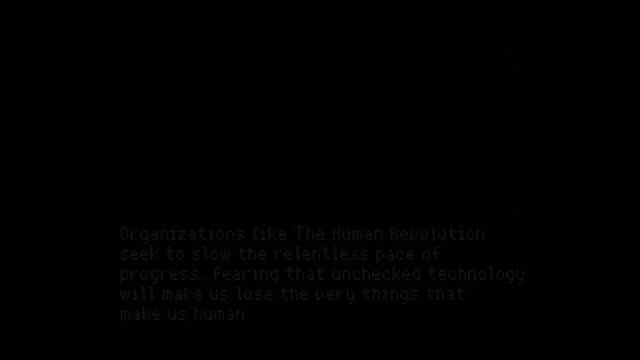 Organizations like The Human Revolution
seek to slow the relentless pace of
progress, fearing that unchecked technology
will make us lose the very things that
make us human